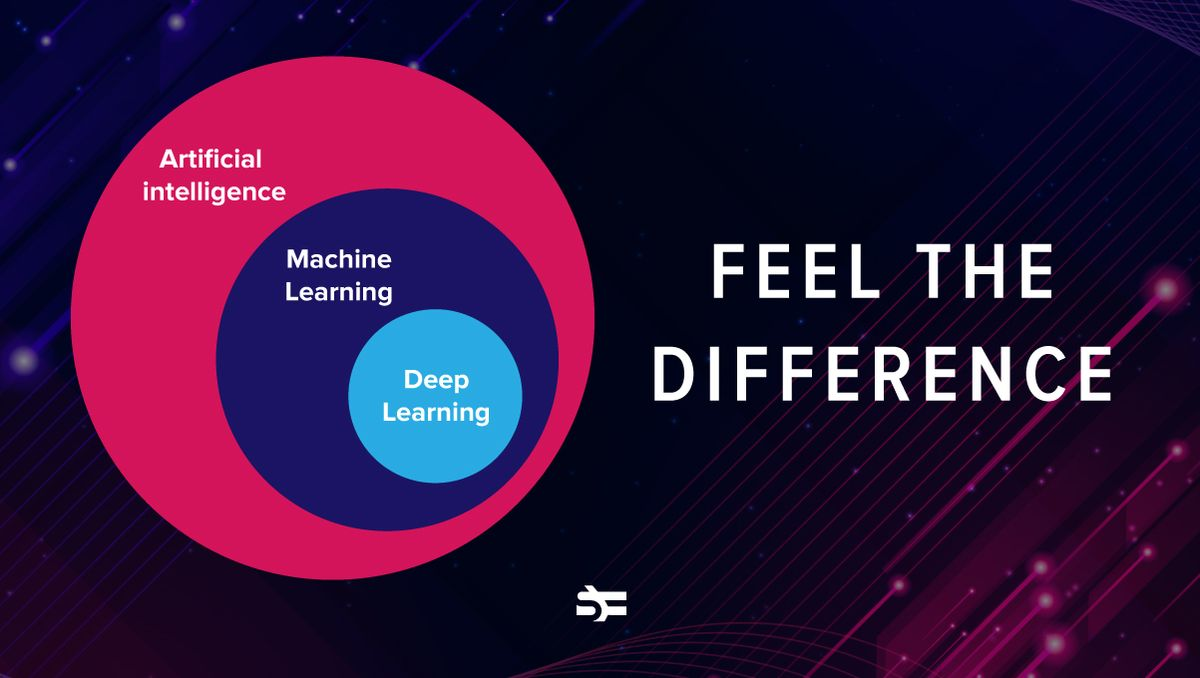 Artificial
intelligence
Machine
Learning
Deep
Learning
FEEL THE
DIFFERENCE